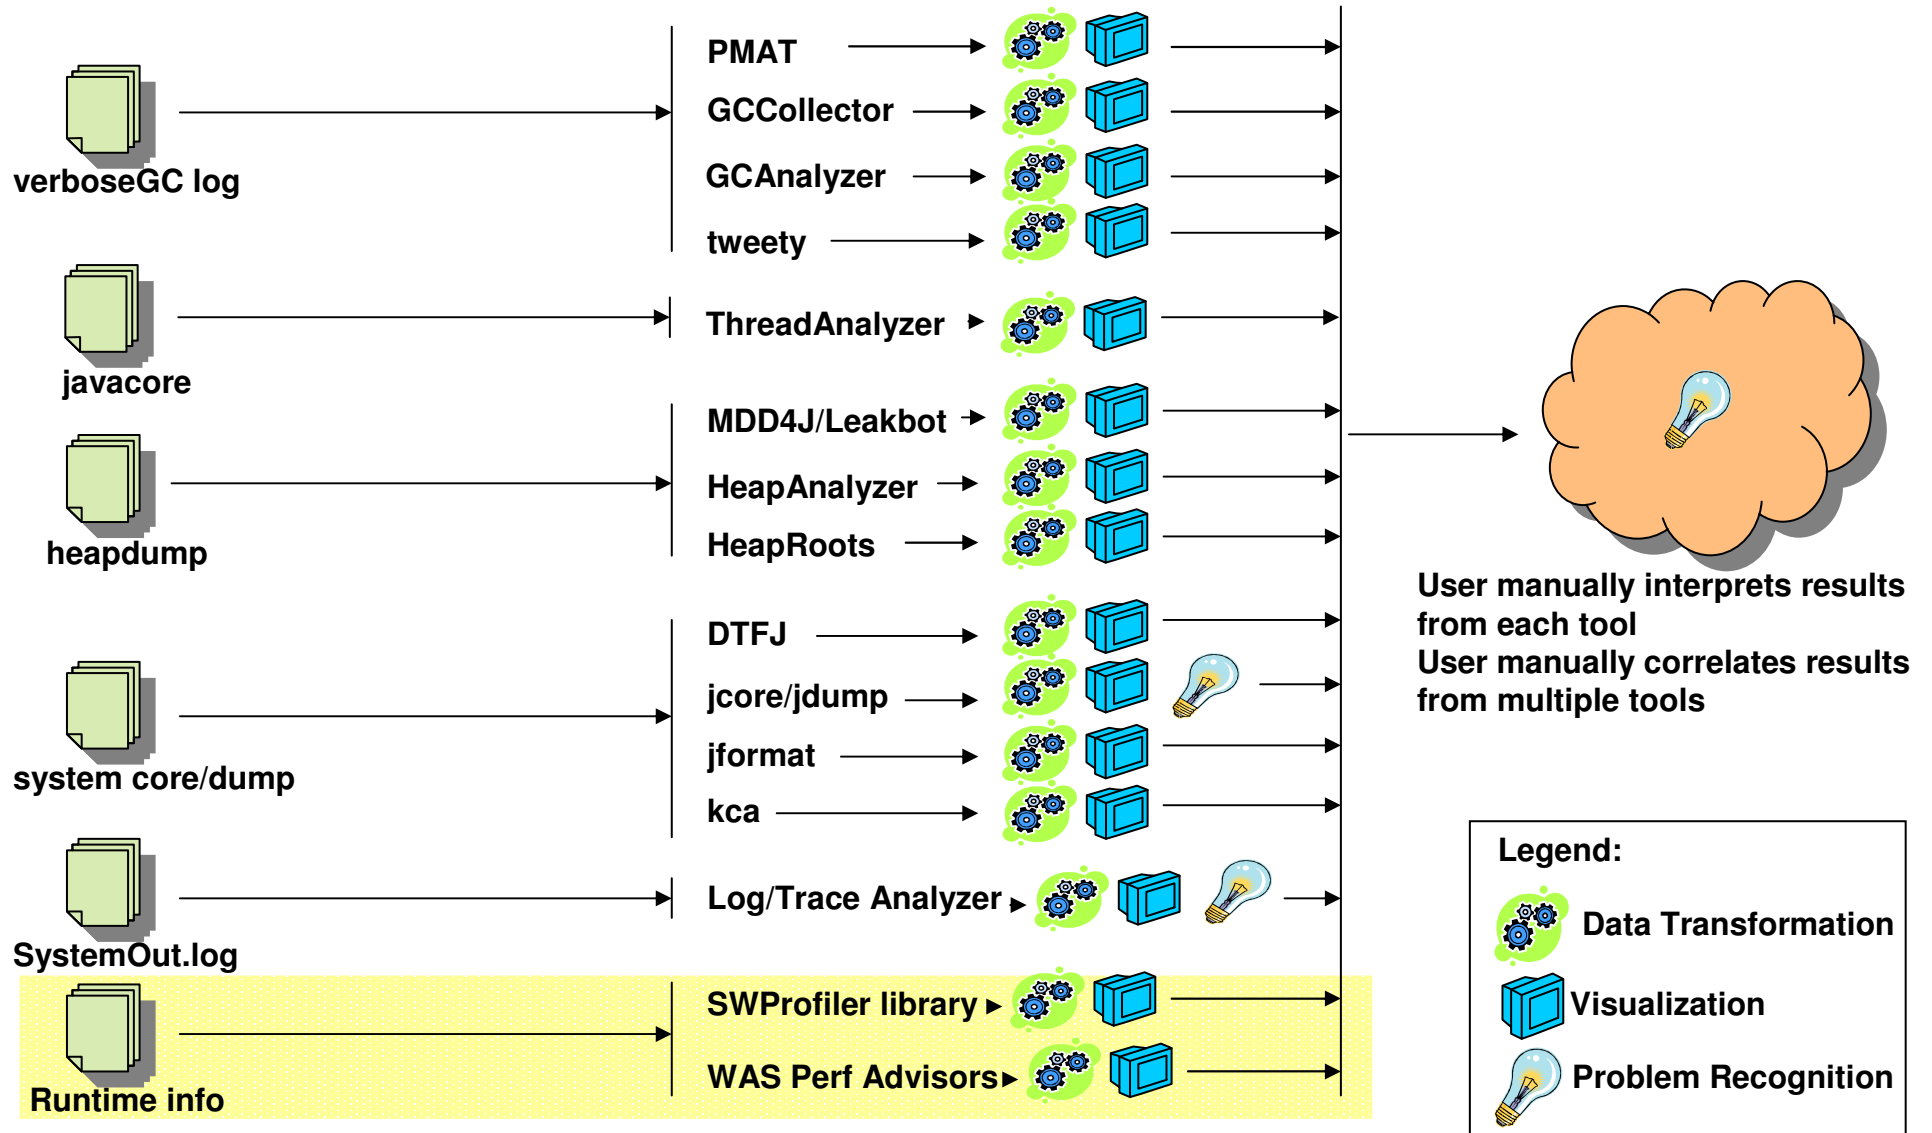 PMAT
GCCollector
verboseGC log
GCAnalyzer
tweety
ThreadAnalyzer
javacore
MDD4J/Leakbot
HeapAnalyzer
heapdump
HeapRoots
User manually interprets results
from each tool
User manually correlates results
from multiple tools
DTFJ
jcore/jdump
system core/dump
jformat
kca
Log/Trace Analyzer
SystemOut.log
SWProfiler library
WAS Perf Advisors
Runtime info
Legend:
Data Transformation
Visualization
Problem Recognition